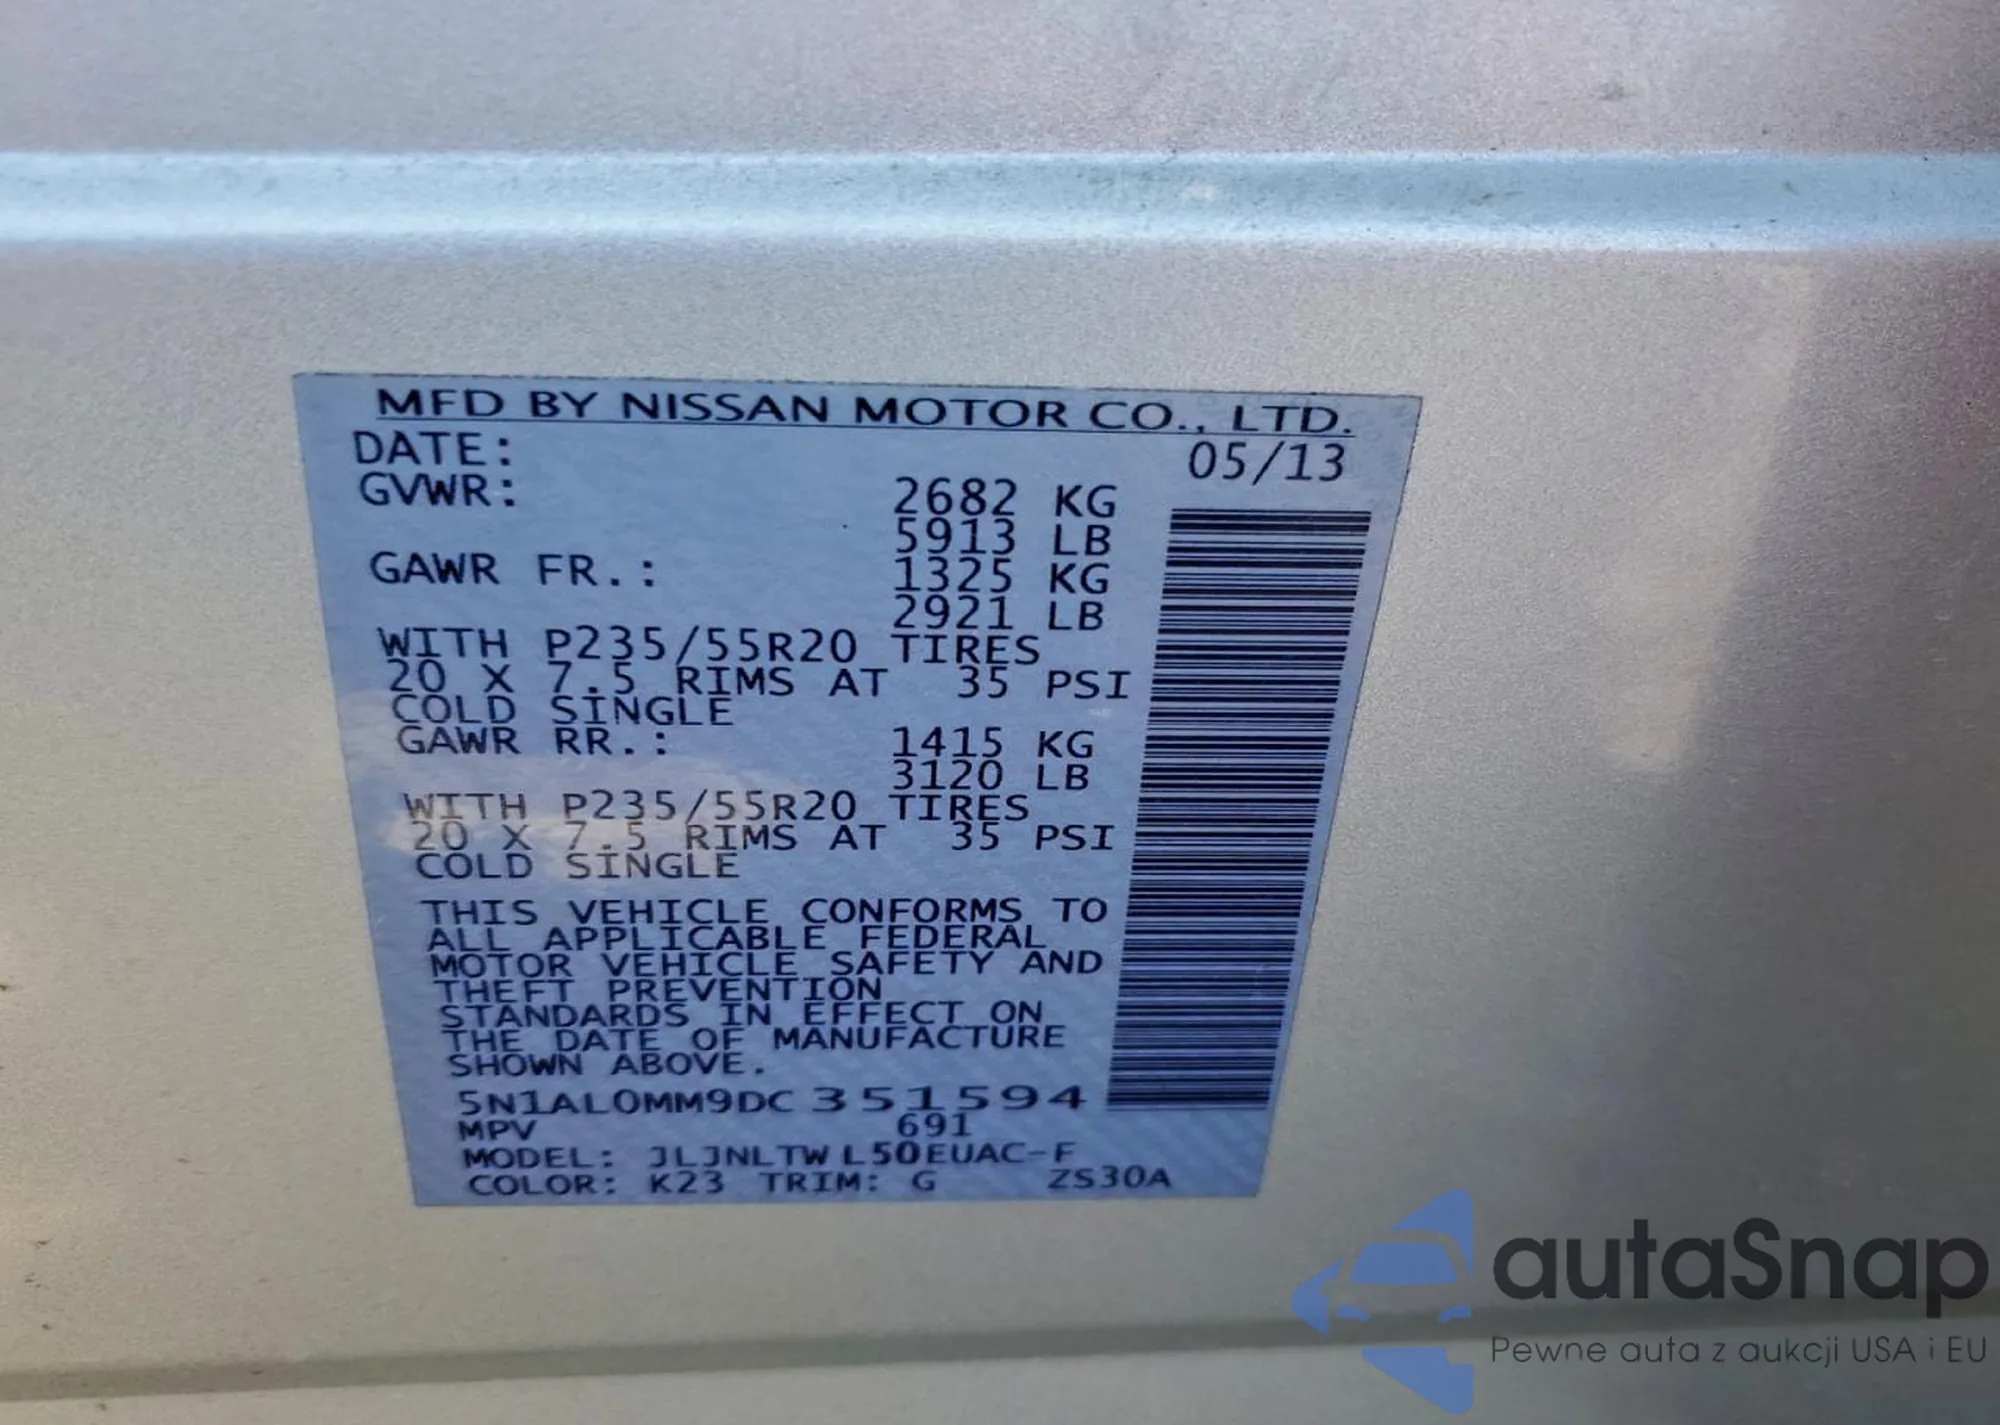 MFD BY NISSAN MOTOR CO., LTD.
DATE: 05/13
GVWR: 2682 KG
5913 LB
GAWR FR.: 1325 KG
2921 LB
WITH P235/55R20 TIRES
20 X 7.5 RIMS AT 35 PSI
COLD SINGLE
GAWR RR.: 1415 KG
3120 LB
WITH P235/55R20 TIRES
20 X 7.5 RIMS AT 35 PSI
COLD SINGLE
THIS VEHICLE CONFORMS TO
ALL APPLICABLE FEDERAL
MOTOR VEHICLE SAFETY AND
THEFT PREVENTION
STANDARDS IN EFFECT ON
THE DATE OF MANUFACTURE
SHOWN ABOVE.
5N1AL0MM9DC351594
MPV 691
MODEL: JLJNLTWL50EUAC-F
COLOR: K23 TRIM: G ZS30A
autaSnap
Pewne auta z aukcji USA i EU